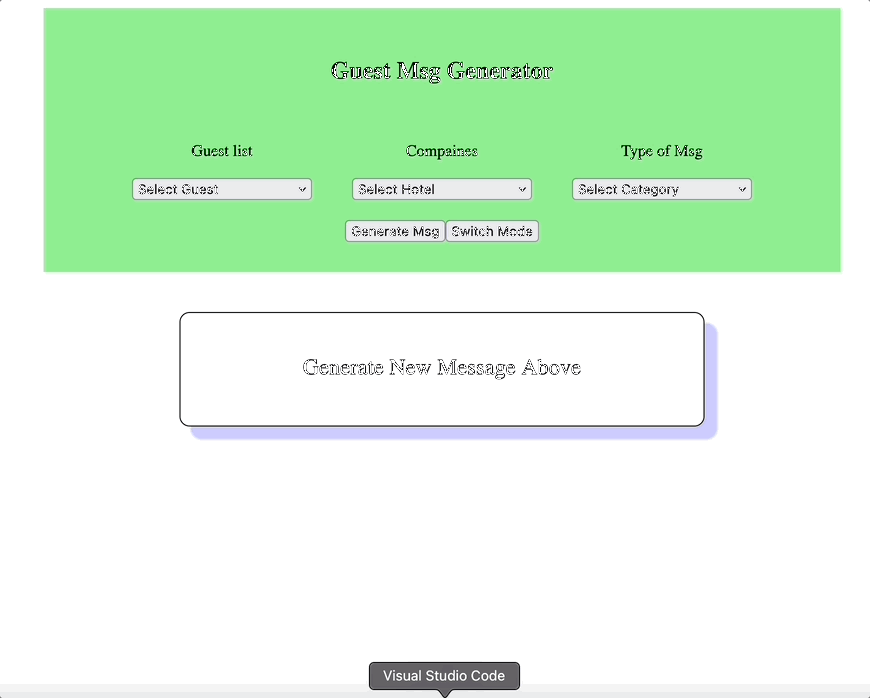 Guest Msg Generator
Guest list Compaines Type of Msg
Select Guest Select Hotel Select Category
Generate Msg Switch Mode
Generate New Message Above
Visual Studio Code